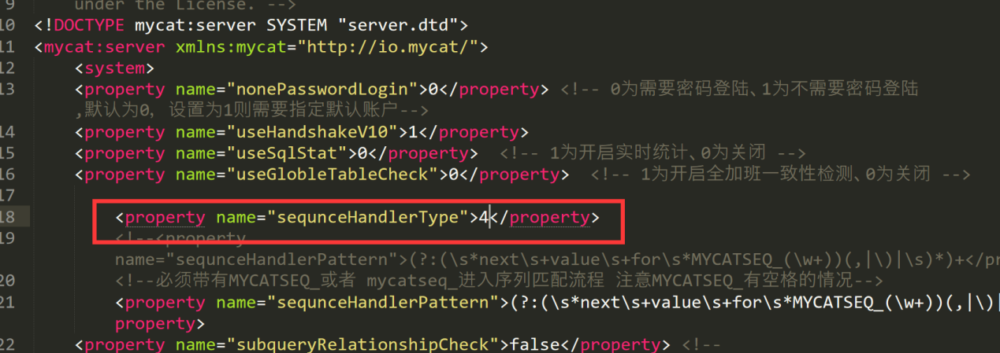 9 under the License. -->
10 <!DOCTYPE mycat:server SYSTEM "server.dtd">
11 <mycat:server xmlns:mycat="http://io.mycat/">
12 <system>
13 <property name="nonePasswordLogin">0</property> <!-- 0为需要密码登陆、1为不需要密码登陆
,默认为0，设置为1则需要指定默认账户-->
14 <property name="useHandshakeV10">1</property>
15 <property name="useSqlStat">0</property> <!-- 1为开启实时统计、0为关闭 -->
16 <property name="useGlobleTableCheck">0</property> <!-- 1为开启全加班一致性检测、0为关闭 -->
17
18 <property name="sequnceHandlerType">4</property>
19 <!--<property
name="sequnceHandlerPattern">(?:(\s*next\s+value\s+for\s*MYCATSEQ_(\w+))(,|\)|\s)*)+</pr
20 <!--必须带有MYCATSEQ_或者 mycatseq_进入序列匹配流程 注意MYCATSEQ_有空格的情况-->
21 <property name="sequnceHandlerPattern">(?:(\s*next\s+value\s+for\s*MYCATSEQ_(\w+))(,|\)|
property>
22 <property name="subqueryRelationshipCheck">false</property> <!--